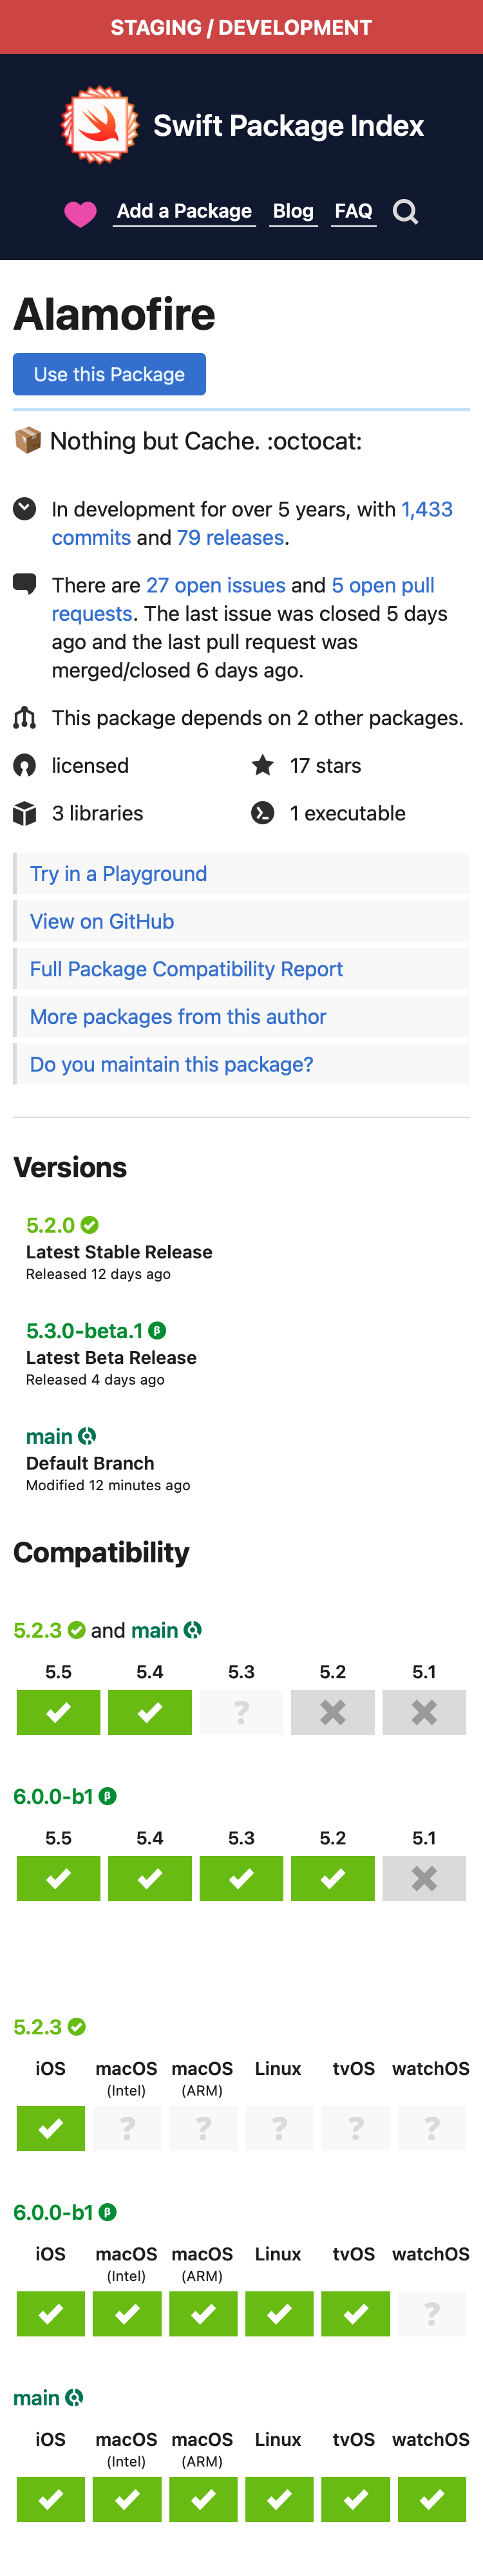 STAGING / DEVELOPMENT
Swift Package Index
Add a Package Blog FAQ
Alamofire
Use this Package
📦 Nothing but Cache. :octocat:
In development for over 5 years, with 1,433
commits and 79 releases.
There are 27 open issues and 5 open pull
requests. The last issue was closed 5 days
ago and the last pull request was
merged/closed 6 days ago.
This package depends on 2 other packages.
licensed 17 stars
3 libraries 1 executable
Try in a Playground
View on GitHub
Full Package Compatibility Report
More packages from this author
Do you maintain this package?
Versions
5.2.0
Latest Stable Release
Released 12 days ago
5.3.0-beta.1 β
Latest Beta Release
Released 4 days ago
main
Default Branch
Modified 12 minutes ago
Compatibility
5.2.3 and main
5.5 5.4 5.3 5.2 5.1
?
6.0.0-b1 β
5.5 5.4 5.3 5.2 5.1
5.2.3
iOS macOS macOS Linux tvOS watchOS
(Intel) (ARM)
? ? ? ? ?
6.0.0-b1 β
iOS macOS macOS Linux tvOS watchOS
(Intel) (ARM)
?
main
iOS macOS macOS Linux tvOS watchOS
(Intel) (ARM)